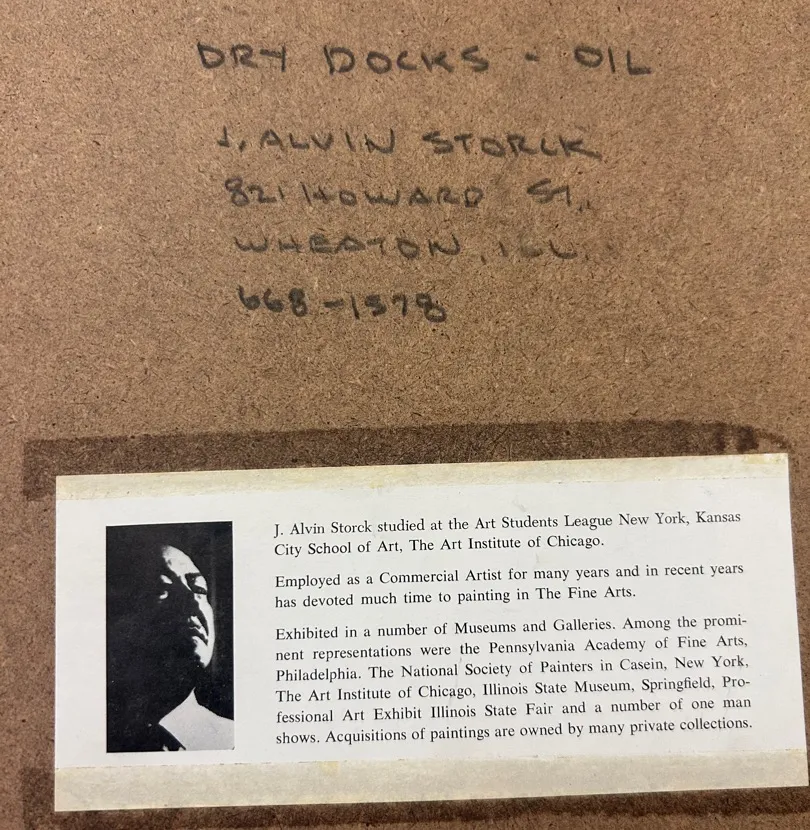 DRY DOCKS - OIL
J. ALVIN STORCK
821 HOWARD ST.
WHEATON, ILL.
668-1578
J. Alvin Storck studied at the Art Students League New York, Kansas
City School of Art, The Art Institute of Chicago.
Employed as a Commercial Artist for many years and in recent years
has devoted much time to painting in The Fine Arts.
Exhibited in a number of Museums and Galleries. Among the promi-
nent representations were the Pennsylvania Academy of Fine Arts,
Philadelphia. The National Society of Painters in Casein, New York,
The Art Institute of Chicago, Illinois State Museum, Springfield, Pro-
fessional Art Exhibit Illinois State Fair and a number of one man
shows. Acquisitions of paintings are owned by many private collections.